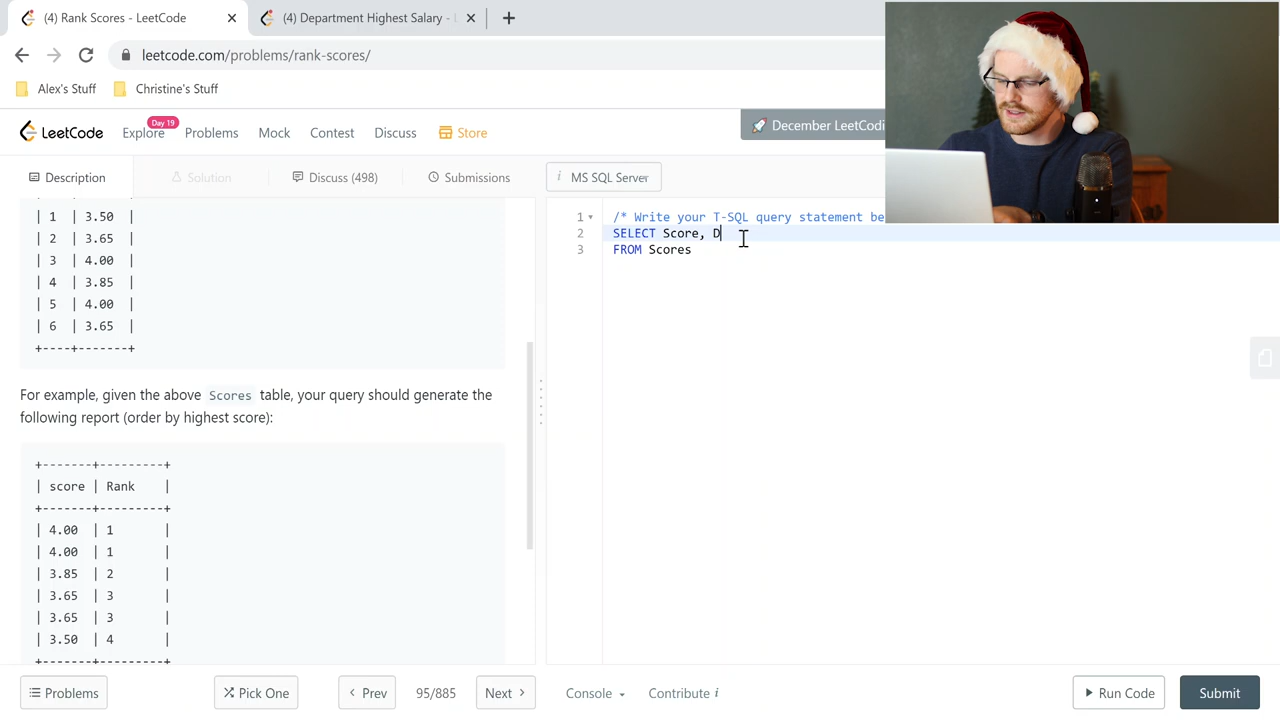 (4) Rank Scores - LeetCode
(4) Department Highest Salary -
leetcode.com/problems/rank-scores/
Alex's Stuff
Christine's Stuff
LeetCode
Explore
Day 19
Problems
Mock
Contest
Discuss
Store
December LeetCodi
Description
Solution
Discuss (498)
Submissions
i MS SQL Server
| 1 | 3.50 |
| 2 | 3.65 |
| 3 | 4.00 |
| 4 | 3.85 |
| 5 | 4.00 |
| 6 | 3.65 |
+----+-------+
For example, given the above Scores table, your query should generate the
following report (order by highest score):
+-------+---------+
| score | Rank |
+-------+---------+
| 4.00 | 1 |
| 4.00 | 1 |
| 3.85 | 2 |
| 3.65 | 3 |
| 3.65 | 3 |
| 3.50 | 4 |
+-------+---------+
1 /* Write your T-SQL query statement be
2 SELECT Score, D
3 FROM Scores
Problems
Pick One
Prev
95/885
Next
Console
Contribute i
Run Code
Submit